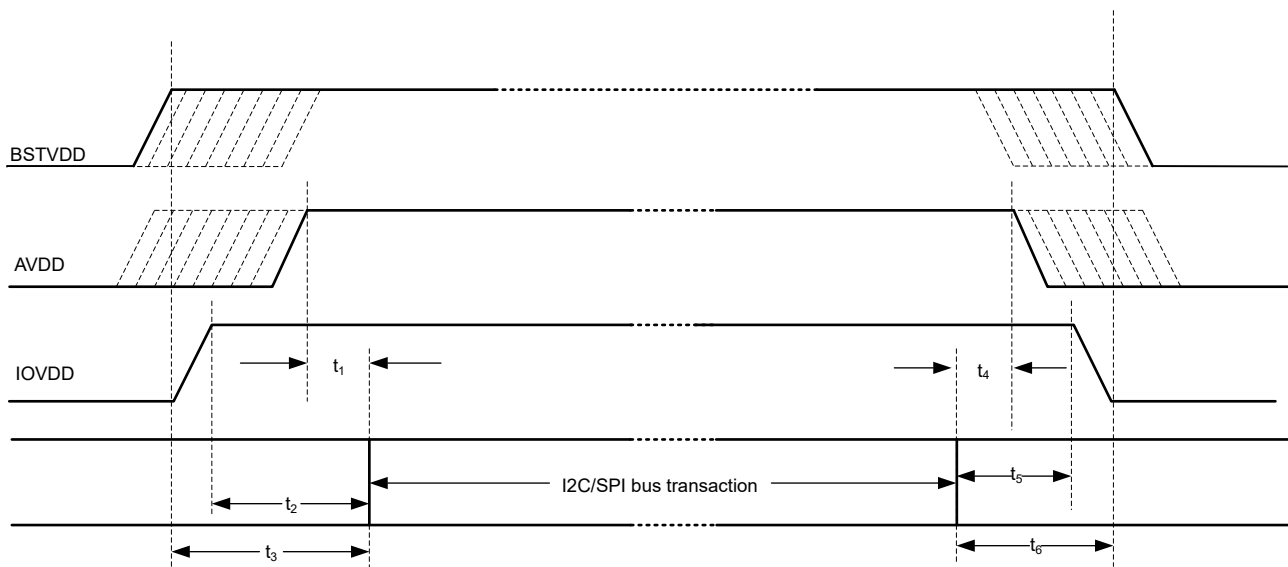 BSTVDD
AVDD
IOVDD
t1
t4
I2C/SPI bus transaction
t5
t2
t3
t6